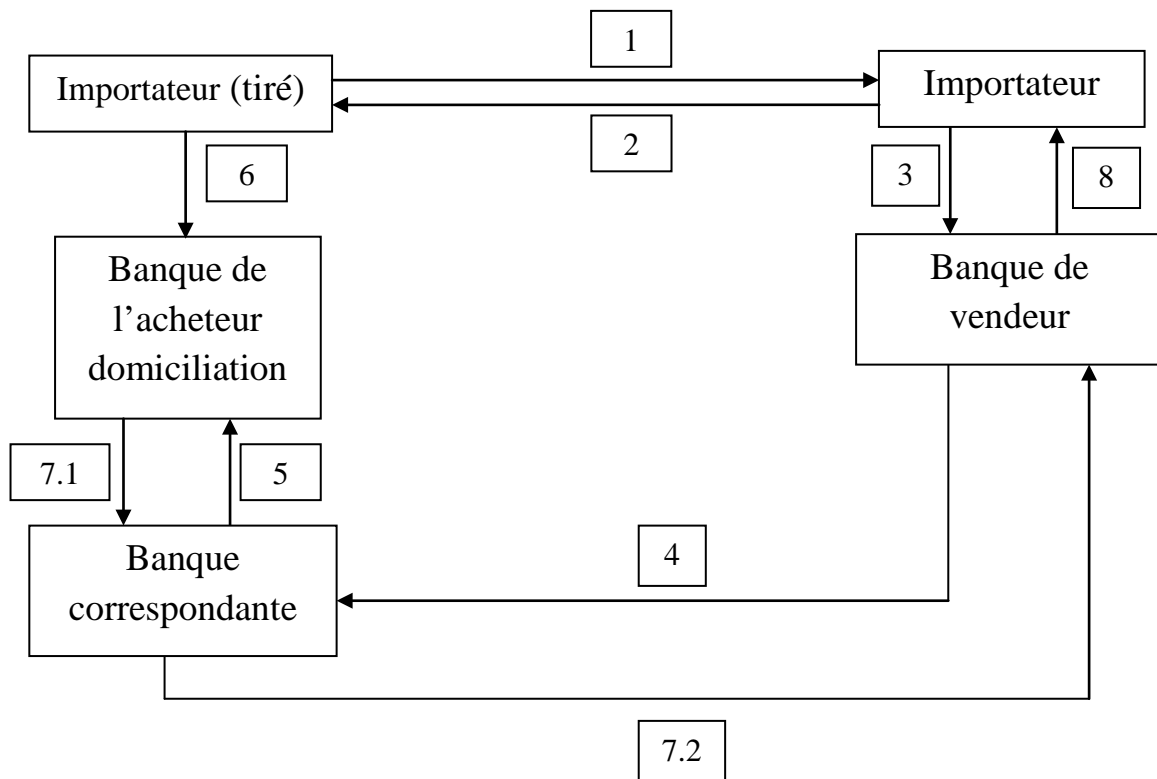 1
Importateur (tiré)
Importateur
2
6
3
8
Banque de
l’acheteur
domiciliation
Banque de
vendeur
7.1
5
Banque
correspondante
4
7.2